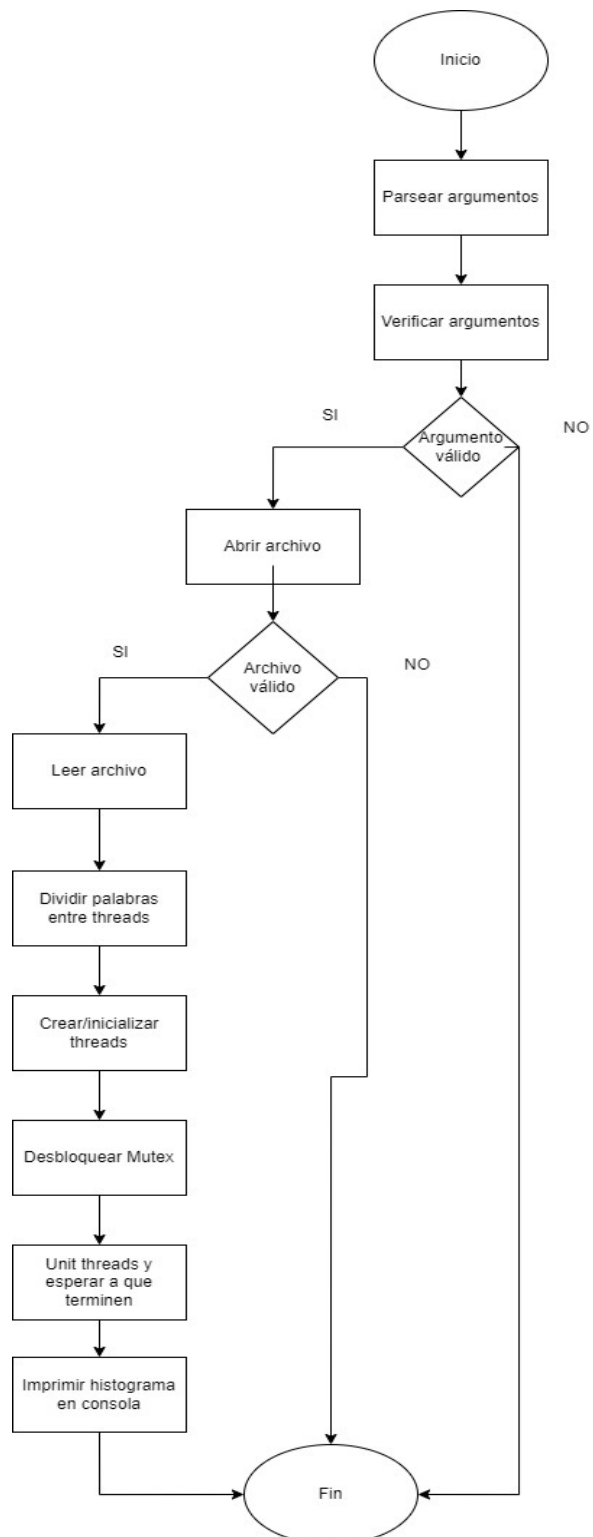 Inicio
Parsear argumentos
Verificar argumentos
SI
NO
Argumento
válido
Abrir archivo
SI
NO
Archivo
válido
Leer archivo
Dividir palabras
entre threads
Crear/inicializar
threads
Desbloquear Mutex
Unit threads y
esperar a que
terminen
Imprimir histograma
en consola
Fin